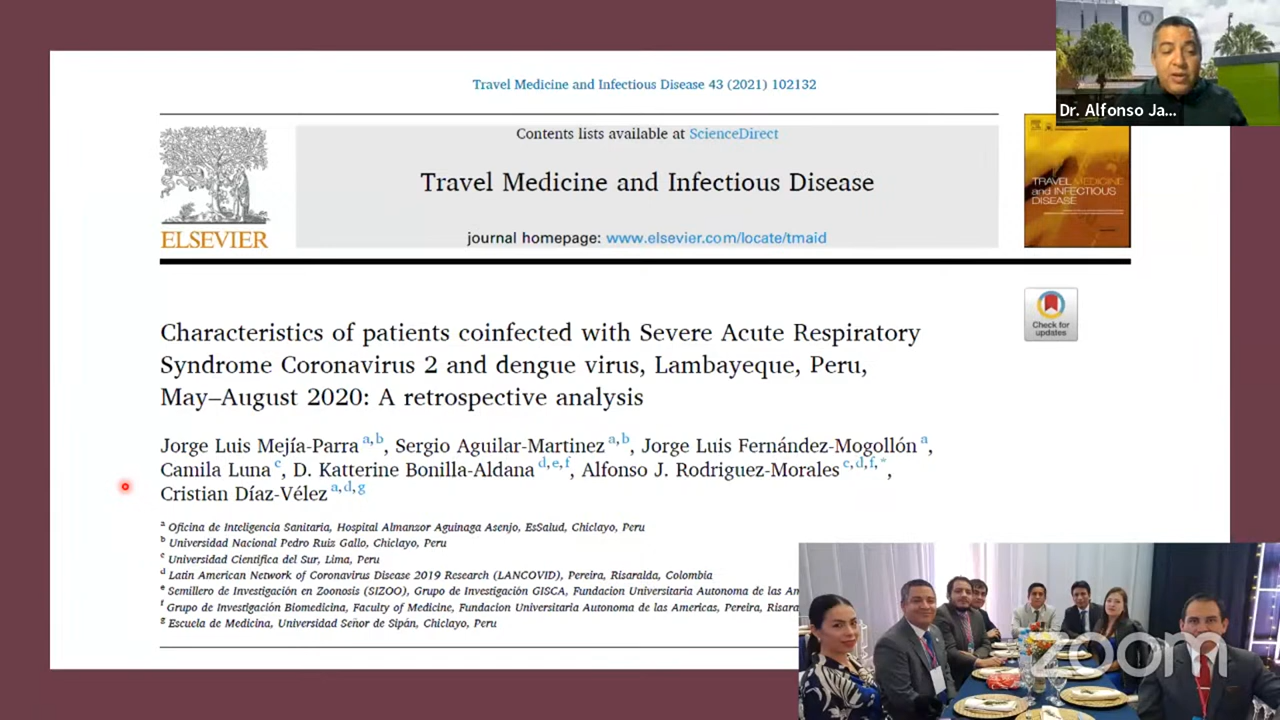 Travel Medicine and Infectious Disease 43 (2021) 102132
Contents lists available at ScienceDirect
Travel Medicine and Infectious Disease
journal homepage: www.elsevier.com/locate/tmaid
ELSEVIER
TRAVEL MEDICINE
and INFECTIOUS
DISEASE
Dr. Alfonso Ja...
Check for
updates
Characteristics of patients coinfected with Severe Acute Respiratory
Syndrome Coronavirus 2 and dengue virus, Lambayeque, Peru,
May–August 2020: A retrospective analysis
Jorge Luis Mejía-Parra a,b, Sergio Aguilar-Martinez a,b, Jorge Luis Fernández-Mogollón a,
Camila Luna c, D. Katterine Bonilla-Aldana d,e,f, Alfonso J. Rodriguez-Morales c,d,f,*,
Cristian Díaz-Vélez a,d,g
a Oficina de Inteligencia Sanitaria, Hospital Almanzor Aguinaga Asenjo, EsSalud, Chiclayo, Peru
b Universidad Nacional Pedro Ruiz Gallo, Chiclayo, Peru
c Universidad Cientifica del Sur, Lima, Peru
d Latin American Network of Coronavirus Disease 2019 Research (LANCOVID), Pereira, Risaralda, Colombia
e Semillero de Investigación en Zoonosis (SIZOO), Grupo de Investigación GISCA, Fundacion Universitaria Autonoma de las Am
f Grupo de Investigación Biomedicina, Faculty of Medicine, Fundacion Universitaria Autonoma de las Americas, Pereira, Risara
g Escuela de Medicina, Universidad Señor de Sipán, Chiclayo, Peru
zoom